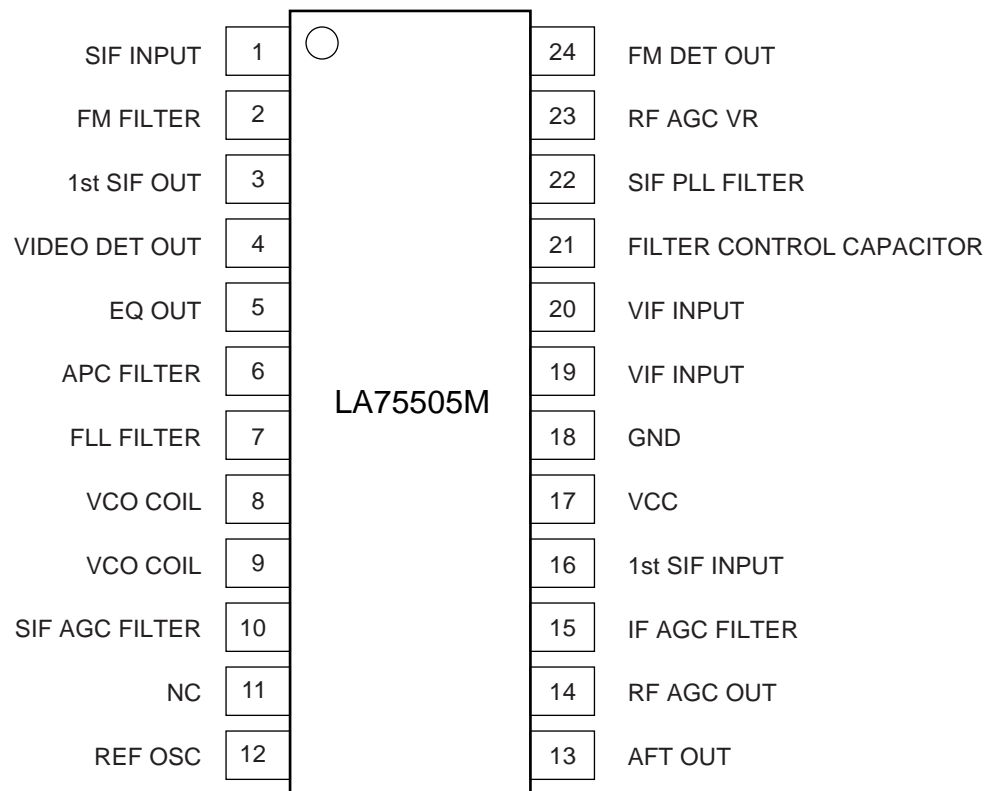 SIF INPUT 1 24 FM DET OUT
FM FILTER 2 23 RF AGC VR
1st SIF OUT 3 22 SIF PLL FILTER
VIDEO DET OUT 4 21 FILTER CONTROL CAPACITOR
EQ OUT 5 20 VIF INPUT
APC FILTER 6 19 VIF INPUT
LA75505M
FLL FILTER 7 18 GND
VCO COIL 8 17 VCC
VCO COIL 9 16 1st SIF INPUT
SIF AGC FILTER 10 15 IF AGC FILTER
NC 11 14 RF AGC OUT
REF OSC 12 13 AFT OUT